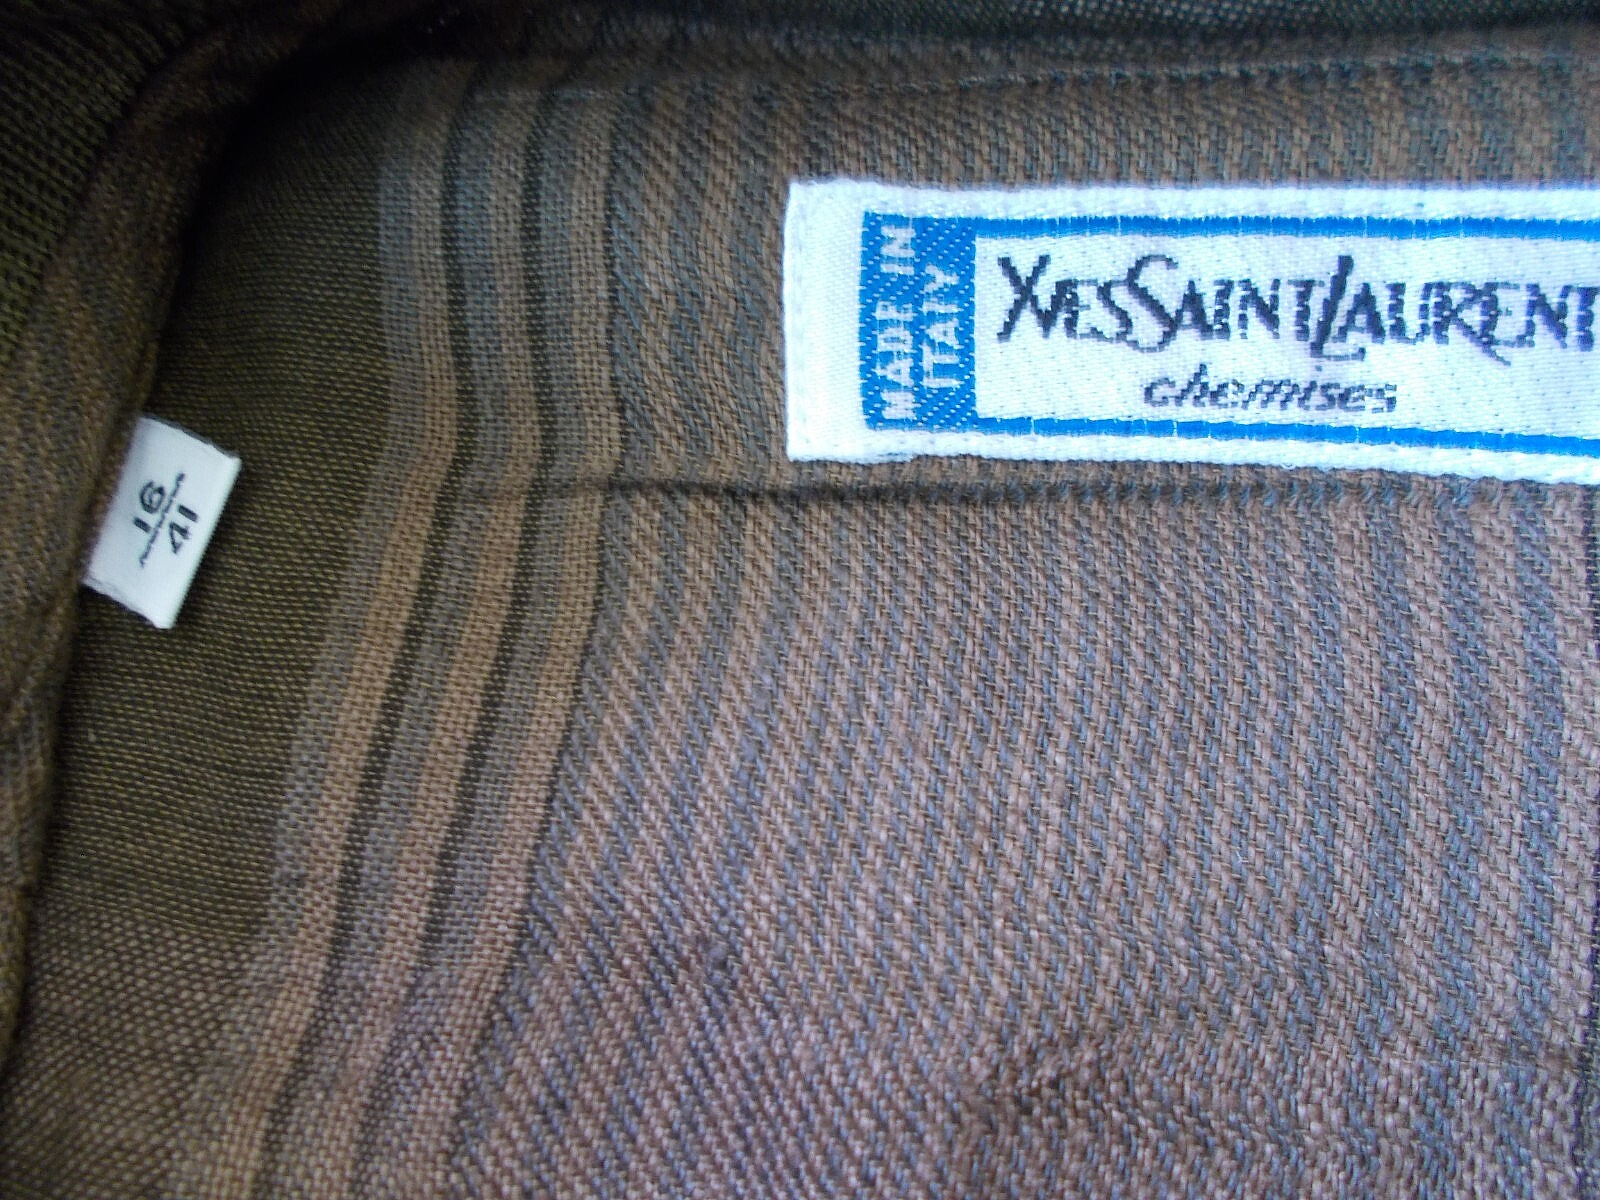 MADE IN
ITALY
YVESSAINTLAURENT
chemises
16
41